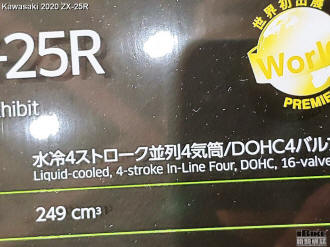 Kawasaki 2020 ZX-25R
-25R
世界初出展
World
PREMIE
hibit
水冷4ストローク並列4気筒/DOHC4バル
Liquid-cooled, 4-stroke In-Line Four, DOHC, 16-valve
249 cm³